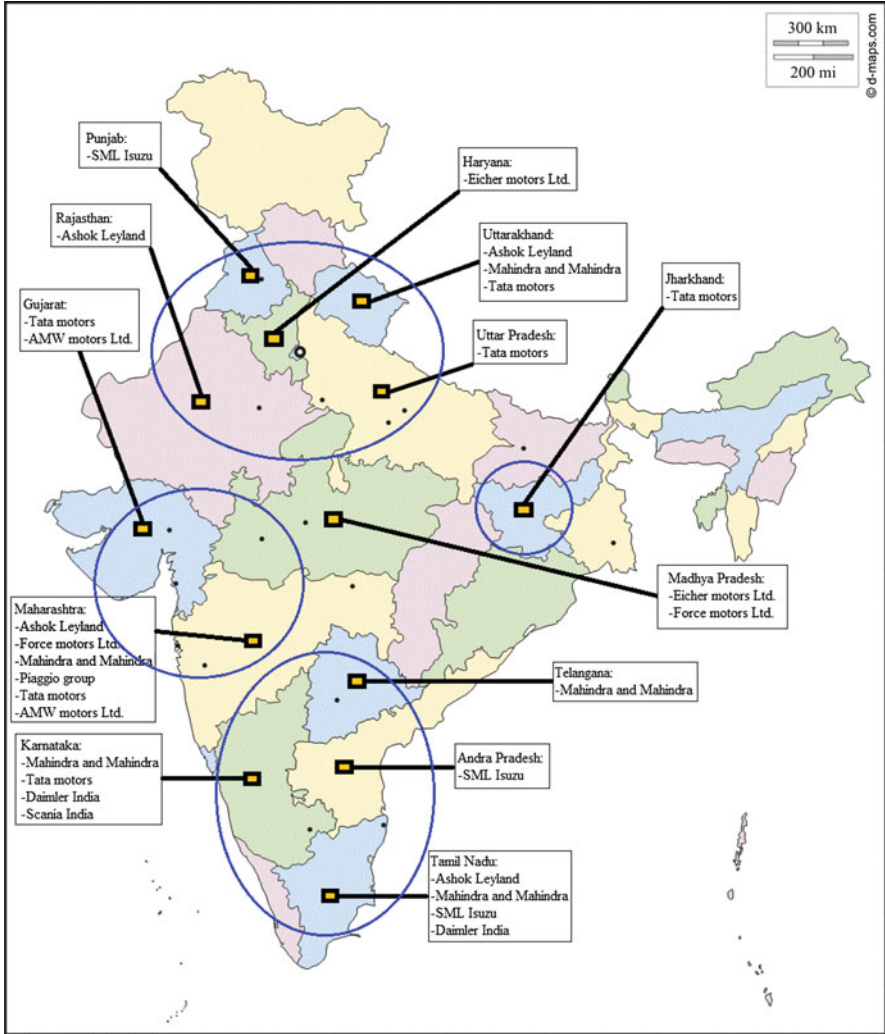 300 km
200 mi
© d-maps.com
Punjab:
-SML Isuzu
Haryana:
-Eicher motors Ltd.
Rajasthan:
-Ashok Leyland
Uttarakhand:
-Ashok Leyland
-Mahindra and Mahindra
-Tata motors
Jharkhand:
-Tata motors
Gujarat:
-Tata motors
-AMW motors Ltd.
Uttar Pradesh:
-Tata motors
Madhya Pradesh:
-Eicher motors Ltd.
-Force motors Ltd.
Maharashtra:
-Ashok Leyland
-Force motors Ltd.
-Mahindra and Mahindra
-Piaggio group
-Tata motors
-AMW motors Ltd.
Telangana:
-Mahindra and Mahindra
Karnataka:
-Mahindra and Mahindra
-Tata motors
-Daimler India
-Scania India
Andra Pradesh:
-SML Isuzu
Tamil Nadu:
-Ashok Leyland
-Mahindra and Mahindra
-SML Isuzu
-Daimler India